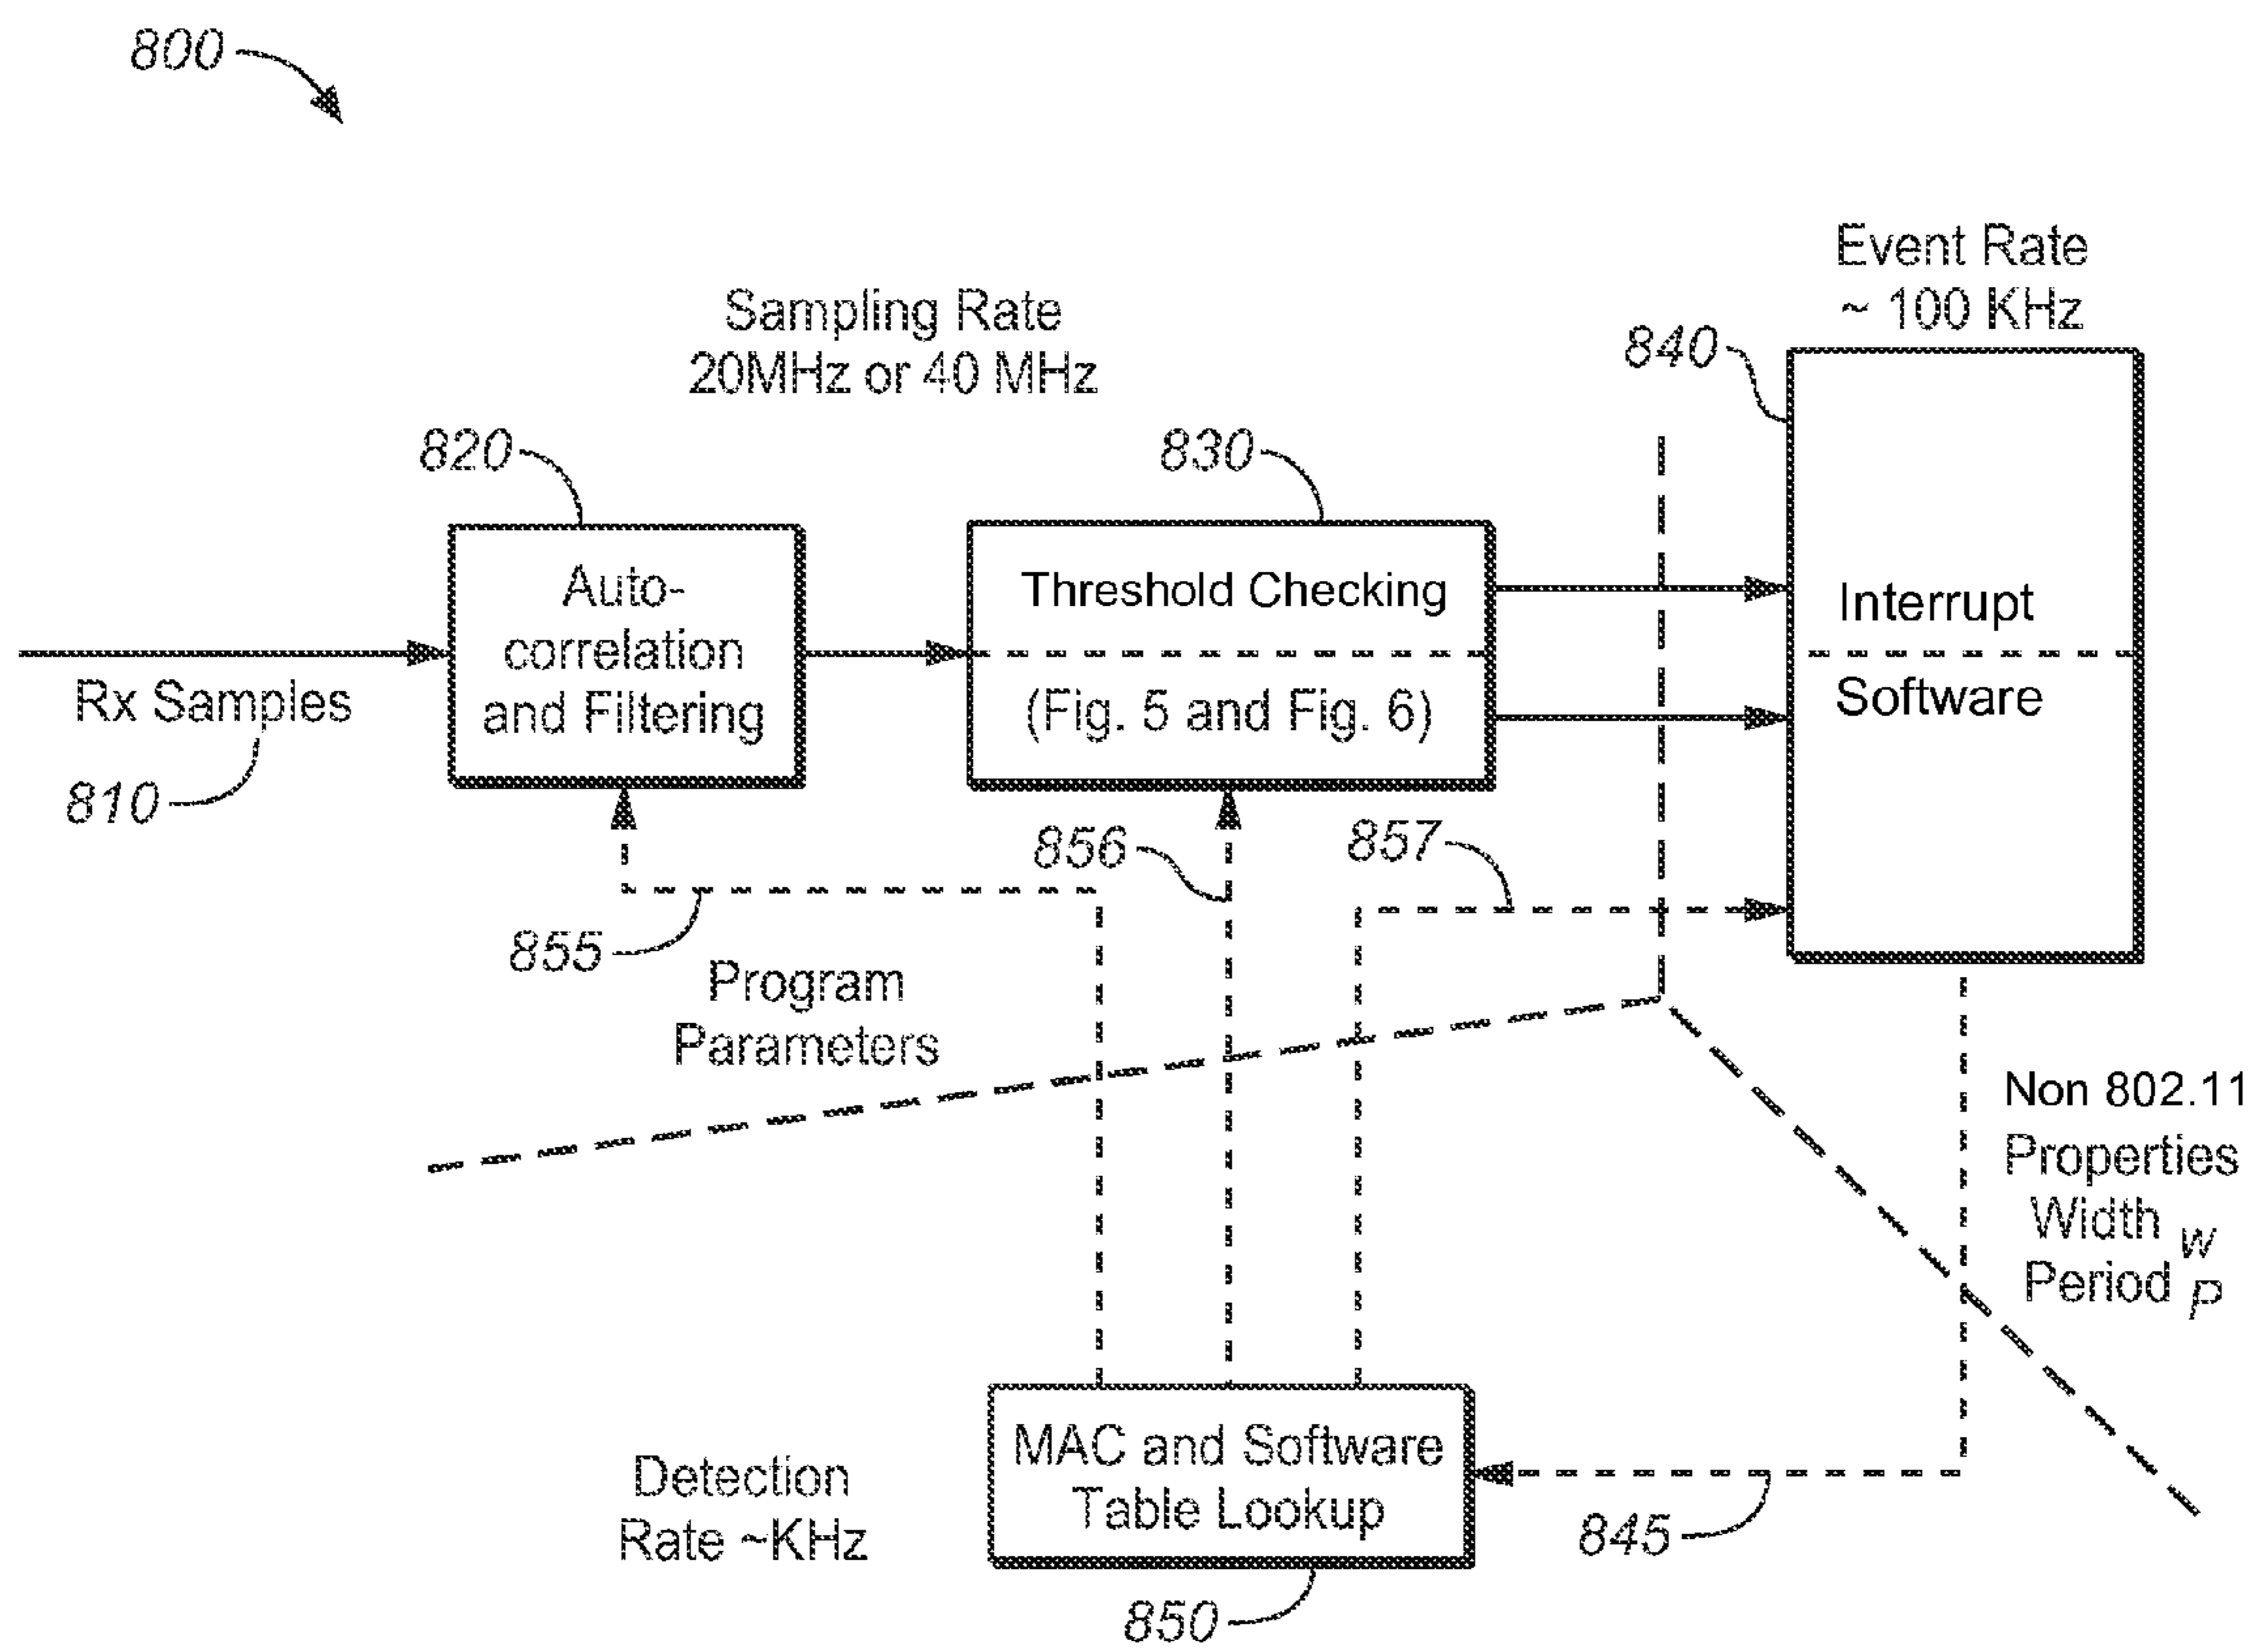 800
Event Rate
~ 100 KHz
Sampling Rate
20MHz or 40 MHz
840
820
830
Auto-
correlation
and Filtering
Threshold Checking
(Fig. 5 and Fig. 6)
Interrupt
Software
Rx Samples
810
856
857
855
Program
Parameters
Non 802.11
Properties
Width W
Period P
MAC and Software
Table Lookup
Detection
Rate ~KHz
845
850